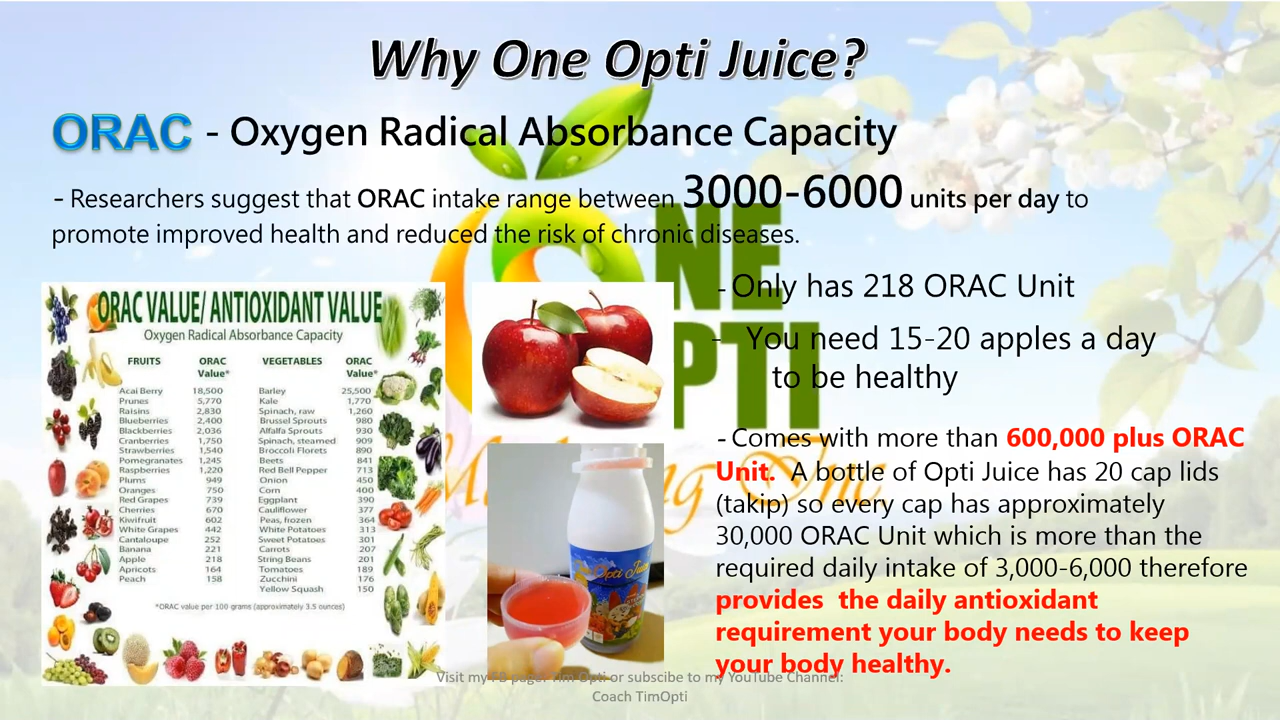 Why One Opti Juice?
ORAC - Oxygen Radical Absorbance Capacity
- Researchers suggest that ORAC intake range between 3000-6000 units per day to
promote improved health and reduced the risk of chronic diseases.
NE
PTI
ORAC VALUE/ ANTIOXIDANT VALUE
Oxygen Radical Absorbance Capacity
FRUITS ORAC Value* VEGETABLES ORAC Value*
Acai Berry 18,500 Barley 25,500
Prunes 5,770 Kale 1,770
Raisins 2,830 Spinach, raw 1,260
Blueberries 2,400 Brussel Sprouts 980
Blackberries 2,036 Alfalfa Sprouts 930
Cranberries 1,750 Spinach, steamed 909
Strawberries 1,540 Broccoli Florets 890
Pomegranates 1,245 Beets 841
Raspberries 1,220 Red Bell Pepper 713
Plums 949 Onion 450
Oranges 750 Corn 400
Red Grapes 739 Eggplant 390
Cherries 670 Cauliflower 377
Kiwifruit 602 Peas, frozen 364
White Grapes 442 White Potatoes 313
Cantaloupe 252 Sweet Potatoes 301
Banana 221 Carrots 207
Apple 218 String Beans 201
Apricots 164 Tomatoes 189
Peach 158 Zucchini 176
Yellow Squash 150
*ORAC value per 100 grams (approximately 3.5 ounces)
- Only has 218 ORAC Unit
- You need 15-20 apples a day
to be healthy
Opti Juice
- Comes with more than 600,000 plus ORAC
Unit. A bottle of Opti Juice has 20 cap lids
(takip) so every cap has approximately
30,000 ORAC Unit which is more than the
required daily intake of 3,000-6,000 therefore
provides the daily antioxidant
requirement your body needs to keep
your body healthy.
Visit my FB page: Tim Opti or subscibe to my YouTube Channel:
Coach TimOpti